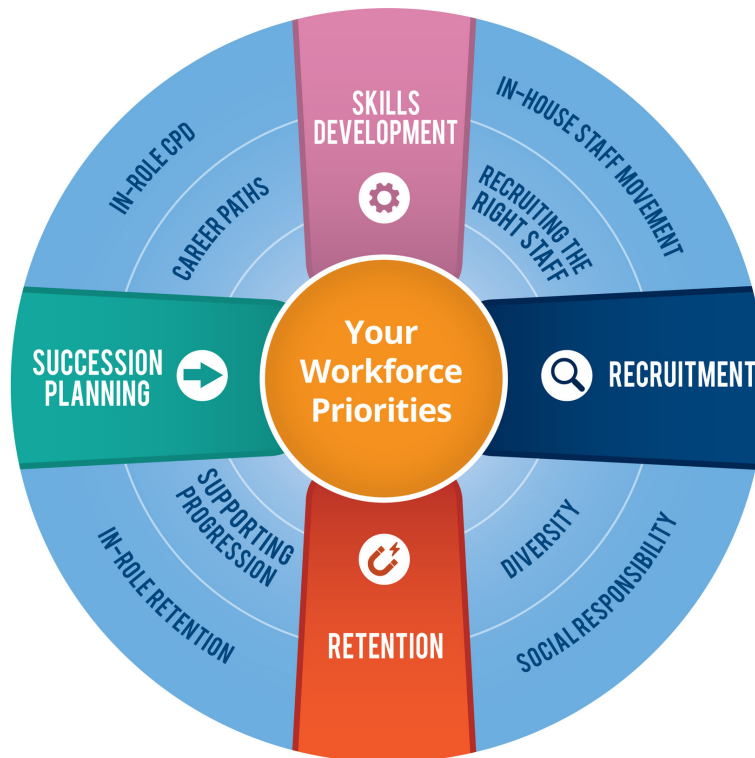 SKILLS
DEVELOPMENT
IN-HOUSE STAFF MOVEMENT
RECRUITING THE
RIGHT STAFF
IN-ROLE CPD
CAREER PATHS
Your
Workforce
Priorities
SUCCESSION
PLANNING
RECRUITMENT
SUPPORTING
PROGRESSION
IN-ROLE RETENTION
DIVERSITY
SOCIAL RESPONSIBILITY
RETENTION